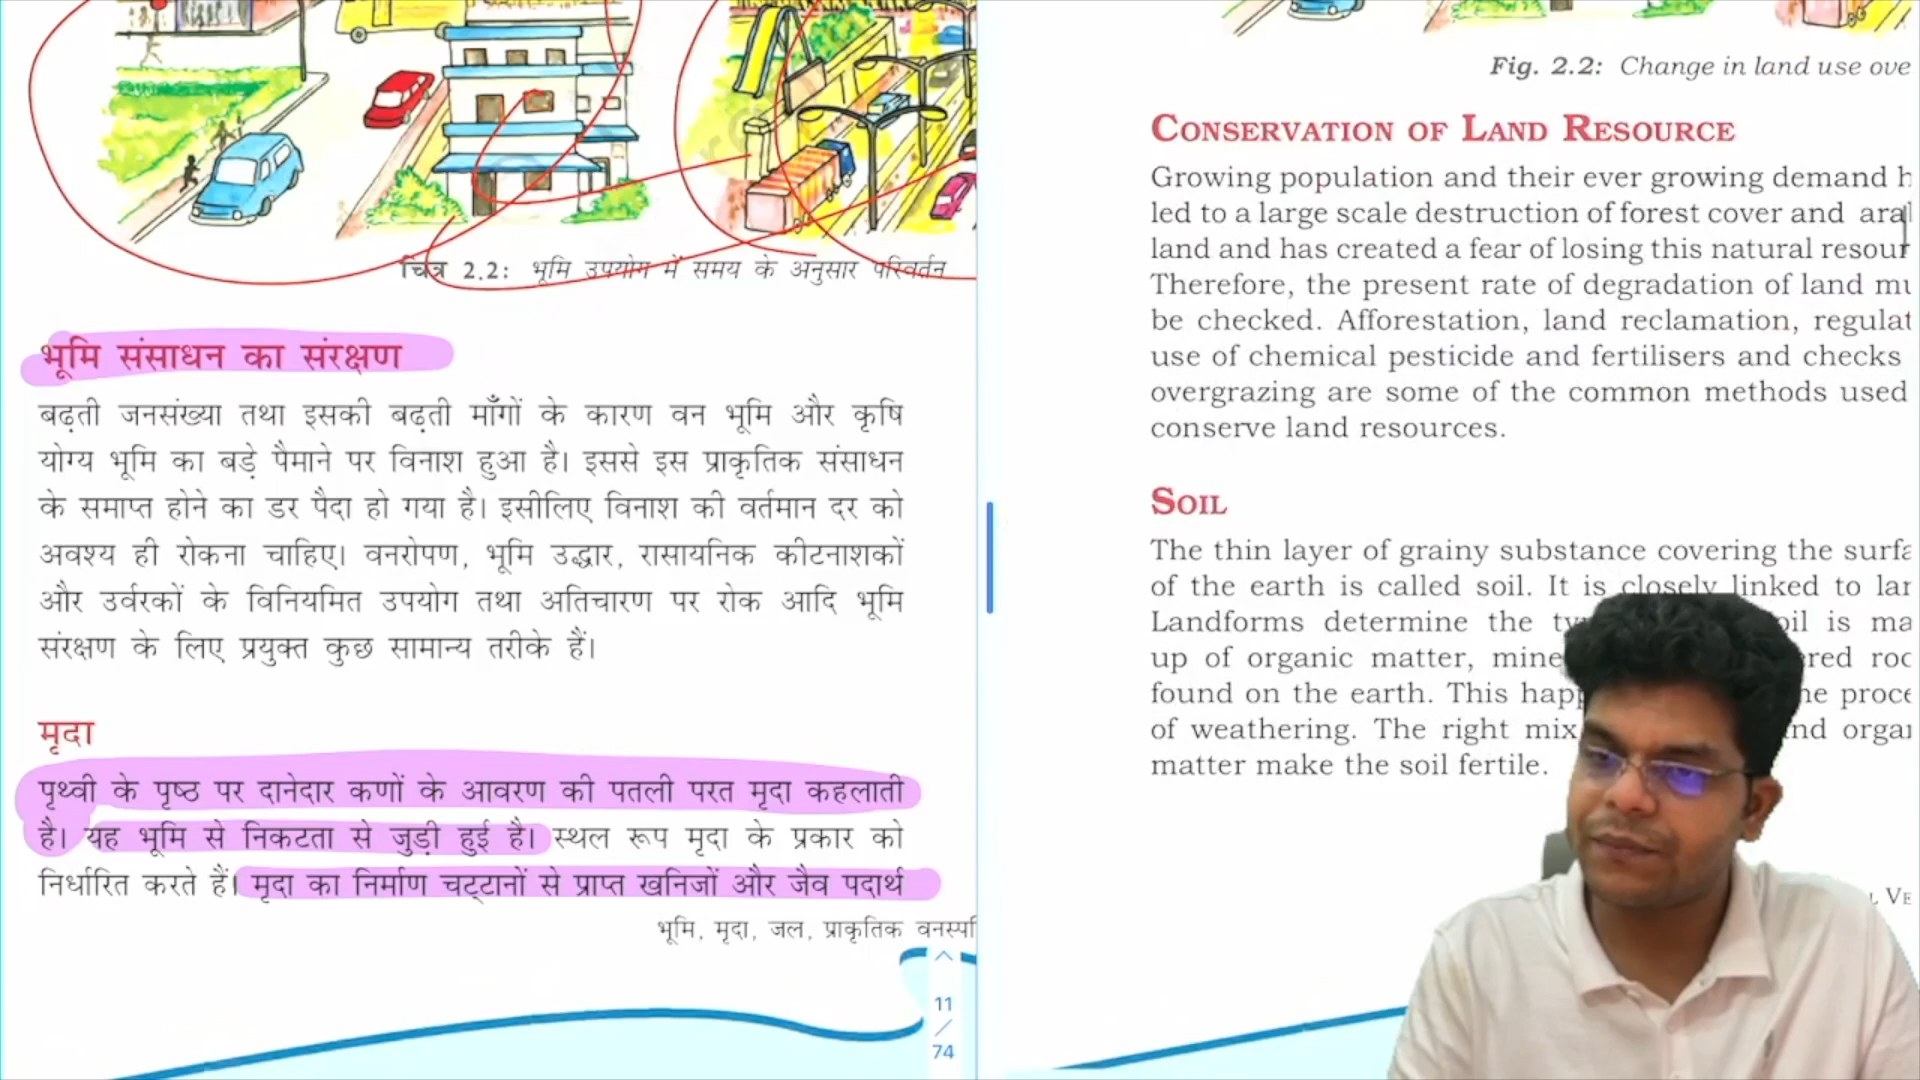 चित्र 2.2: भूमि उपयोग में समय के अनुसार परिवर्तन
भूमि संसाधन का संरक्षण
बढ़ती जनसंख्या तथा इसकी बढ़ती माँगों के कारण वन भूमि और कृषि
योग्य भूमि का बड़े पैमाने पर विनाश हुआ है। इससे इस प्राकृतिक संसाधन
के समाप्त होने का डर पैदा हो गया है। इसीलिए विनाश की वर्तमान दर को
अवश्य ही रोकना चाहिए। वनरोपण, भूमि उद्धार, रासायनिक कीटनाशकों
और उर्वरकों के विनियमित उपयोग तथा अतिचारण पर रोक आदि भूमि
संरक्षण के लिए प्रयुक्त कुछ सामान्य तरीके हैं।
मृदा
पृथ्वी के पृष्ठ पर दानेदार कणों के आवरण की पतली परत मृदा कहलाती
है। यह भूमि से निकटता से जुड़ी हुई है। स्थल रूप मृदा के प्रकार को
निर्धारित करते हैं। मृदा का निर्माण चट्टानों से प्राप्त खनिजों और जैव पदार्थ
भूमि, मृदा, जल, प्राकृतिक
11
/
74
Fig. 2.2: Change in land use
CONSERVATION OF LAND RESOURCE
Growing population and their ever growing demand
led to a large scale destruction of forest cover and
land and has created a fear of losing this natural
Therefore, the present rate of degradation of land
be checked. Afforestation, land reclamation,
use of chemical pesticide and fertilisers and checks
overgrazing are some of the common methods used
conserve land resources.
SOIL
The thin layer of grainy substance covering the
of the earth is called soil. It is closely linked to
Landforms determine the
up of organic matter,
found on the earth. This
of weathering. The right mix
matter make the soil fertile.